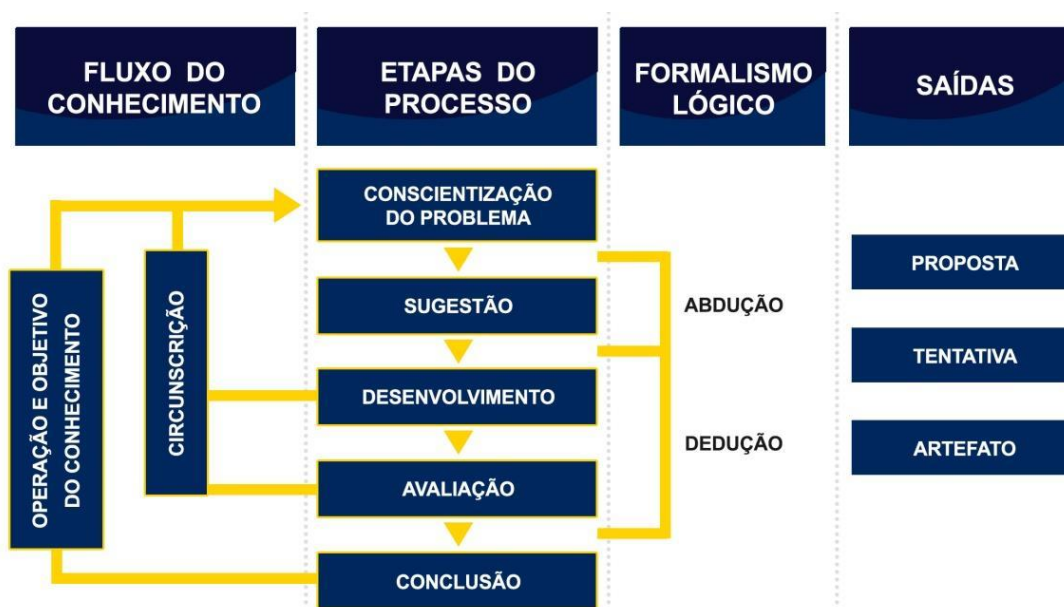 FLUXO DO
CONHECIMENTO
ETAPAS DO
PROCESSO
FORMALISMO
LÓGICO
SAÍDAS
OPERAÇÃO E OBJETIVO
DO CONHECIMENTO
CIRCUNSCRIÇÃO
CONSCIENTIZAÇÃO
DO PROBLEMA
SUGESTÃO
DESENVOLVIMENTO
AVALIAÇÃO
CONCLUSÃO
ABDUÇÃO
DEDUÇÃO
PROPOSTA
TENTATIVA
ARTEFATO